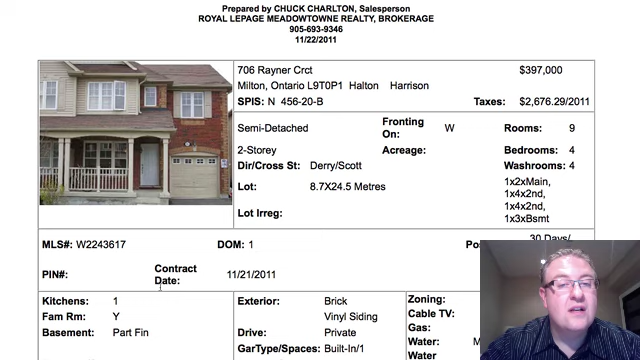 Prepared by CHUCK CHARLTON, Salesperson
ROYAL LEPAGE MEADOWTOWNE REALTY, BROKERAGE
905-693-9346
11/22/2011
706 Rayner Crct $397,000
Milton, Ontario L9T0P1 Halton Harrison
SPIS: N 456-20-B Taxes: $2,676.29/2011
Semi-Detached Fronting On: W Rooms: 9
2-Storey Acreage: Bedrooms: 4
Dir/Cross St: Derry/Scott Washrooms: 4
Lot: 8.7X24.5 Metres 1x2xMain,
1x4x2nd,
1x4x2nd,
Lot Irreg: 1x3xBsmt
30 Days/
MLS#: W2243617 DOM: 1
PIN#: Contract Date: 11/21/2011
Kitchens: 1 Exterior: Brick Zoning:
Fam Rm: Y Vinyl Siding Cable TV:
Gas:
Basement: Part Fin Drive: Private
Water:
GarType/Spaces: Built-In/1 Water